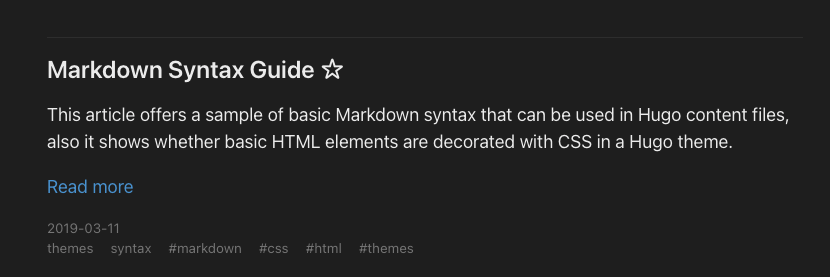 Markdown Syntax Guide ☆
This article offers a sample of basic Markdown syntax that can be used in Hugo content files,
also it shows whether basic HTML elements are decorated with CSS in a Hugo theme.
Read more
2019-03-11
themes syntax #markdown #css #html #themes